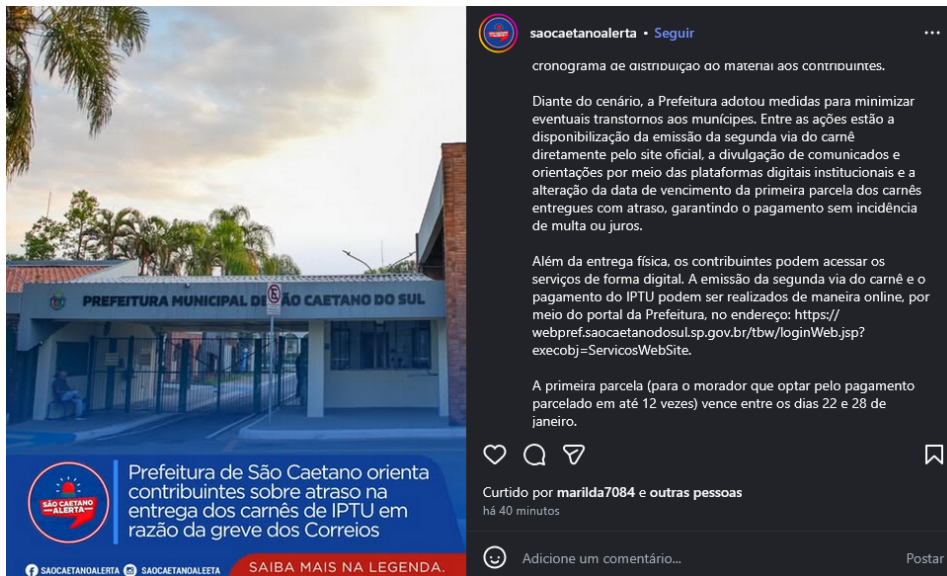 PREFEITURA MUNICIPAL DE SÃO CAETANO DO SUL
SÃO CAETANO
ALERTA
Prefeitura de São Caetano orienta
contribuintes sobre atraso na
entrega dos carnês de IPTU em
razão da greve dos Correios
SAOCAETANOALERTA
SAOCAETANOALEETA
SAIBA MAIS NA LEGENDA.
saocaetanoalerta • Seguir
cronograma de distribuição do material aos contribuintes.
Diante do cenário, a Prefeitura adotou medidas para minimizar
eventuais transtornos aos munícipes. Entre as ações estão a
disponibilização da emissão da segunda via do carnê
diretamente pelo site oficial, a divulgação de comunicados e
orientações por meio das plataformas digitais institucionais e a
alteração da data de vencimento da primeira parcela dos carnês
entregues com atraso, garantindo o pagamento sem incidência
de multa ou juros.
Além da entrega física, os contribuintes podem acessar os
serviços de forma digital. A emissão da segunda via do carnê e o
pagamento do IPTU podem ser realizados de maneira online, por
meio do portal da Prefeitura, no endereço: https://
webpref.saocaetanodosul.sp.gov.br/tbw/loginWeb.jsp?
execobj=ServicosWebSite.
A primeira parcela (para o morador que optar pelo pagamento
parcelado em até 12 vezes) vence entre os dias 22 e 28 de
janeiro.
Curtido por marilda7084 e outras pessoas
há 40 minutos
Adicione um comentário...
Postar